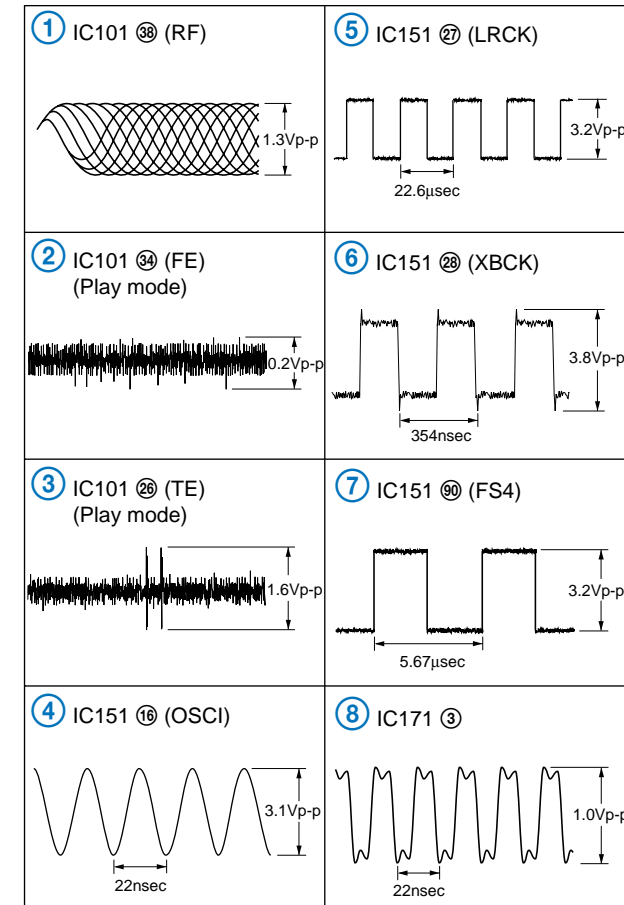 ① IC101 ㊳ (RF)
1.3Vp-p
② IC101 ㉞ (FE)
(Play mode)
0.2Vp-p
③ IC101 ㉖ (TE)
(Play mode)
1.6Vp-p
④ IC151 ⑯ (OSCI)
3.1Vp-p
22nsec
⑤ IC151 ㉗ (LRCK)
3.2Vp-p
22.6µsec
⑥ IC151 ㉘ (XBCK)
3.8Vp-p
354nsec
⑦ IC151 90 (FS4)
3.2Vp-p
5.67µsec
⑧ IC171 ③
1.0Vp-p
22nsec